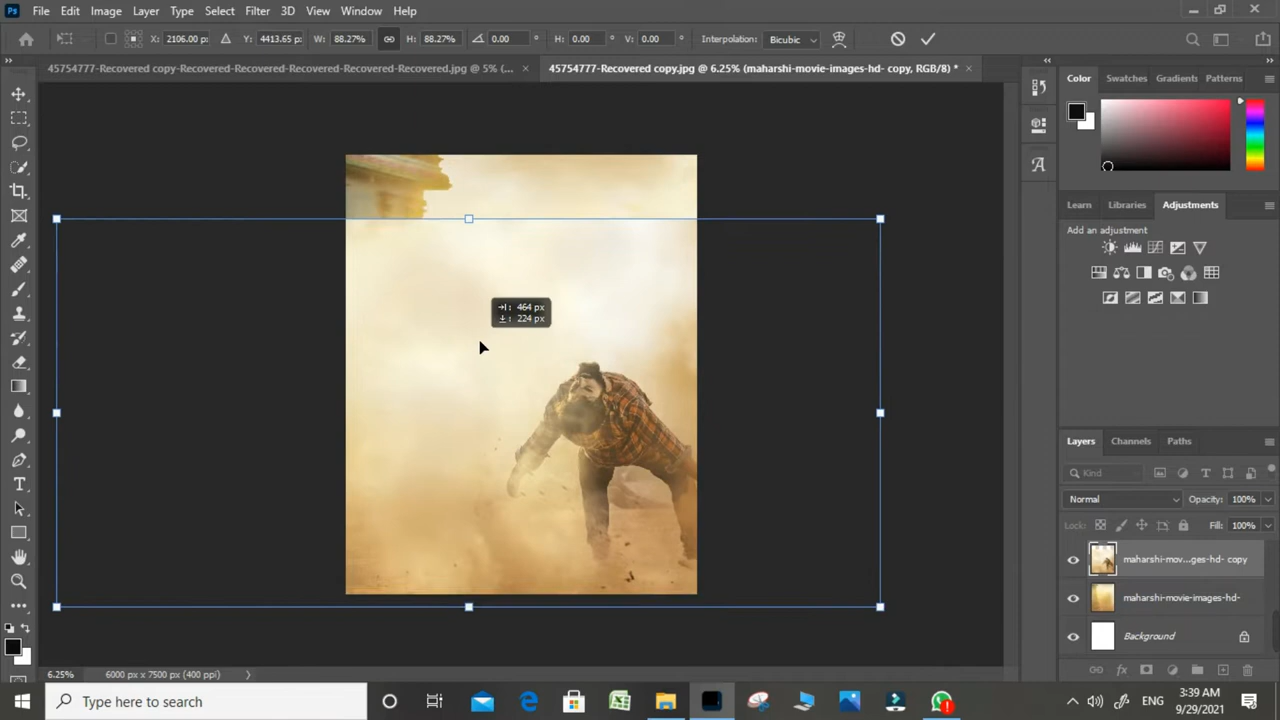 Ps File Edit Image Layer Type Select Filter 3D View Window Help
X: 2106.00 px Y: 4413.65 px W: 88.27% H: 88.27% 0.00 ° H: 0.00 ° V: 0.00 ° Interpolation: Bicubic
45754777-Recovered copy-Recovered-Recovered-Recovered-Recovered-Recovered.jpg @ 5% (... × 45754777-Recovered copy.jpg @ 6.25% (maharshi-movie-images-hd- copy, RGB/8) * ×
Color Swatches Gradients Patterns
Learn Libraries Adjustments
Add an adjustment
: 464 px
: 224 px
Layers Channels Paths
Kind
Normal Opacity: 100%
Lock: Fill: 100%
maharshi-mov...ges-hd- copy
maharshi-movie-images-hd-
Background
6.25% 6000 px x 7500 px (400 ppi)
Type here to search
ENG
3:39 AM
9/29/2021